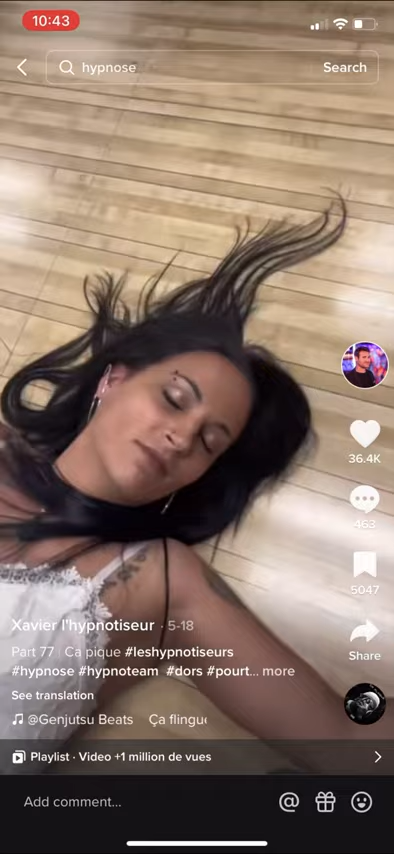 10:43
hypnose
Search
36.4K
463
5047
Share
Xavier l'hypnotiseur · 5-18
Part 77 Ca pique #leshypnotiseurs
#hypnose #hypnoteam #dors #pourt... more
See translation
@Genjutsu Beats Ça flingu
Playlist · Video +1 million de vues
Add comment...